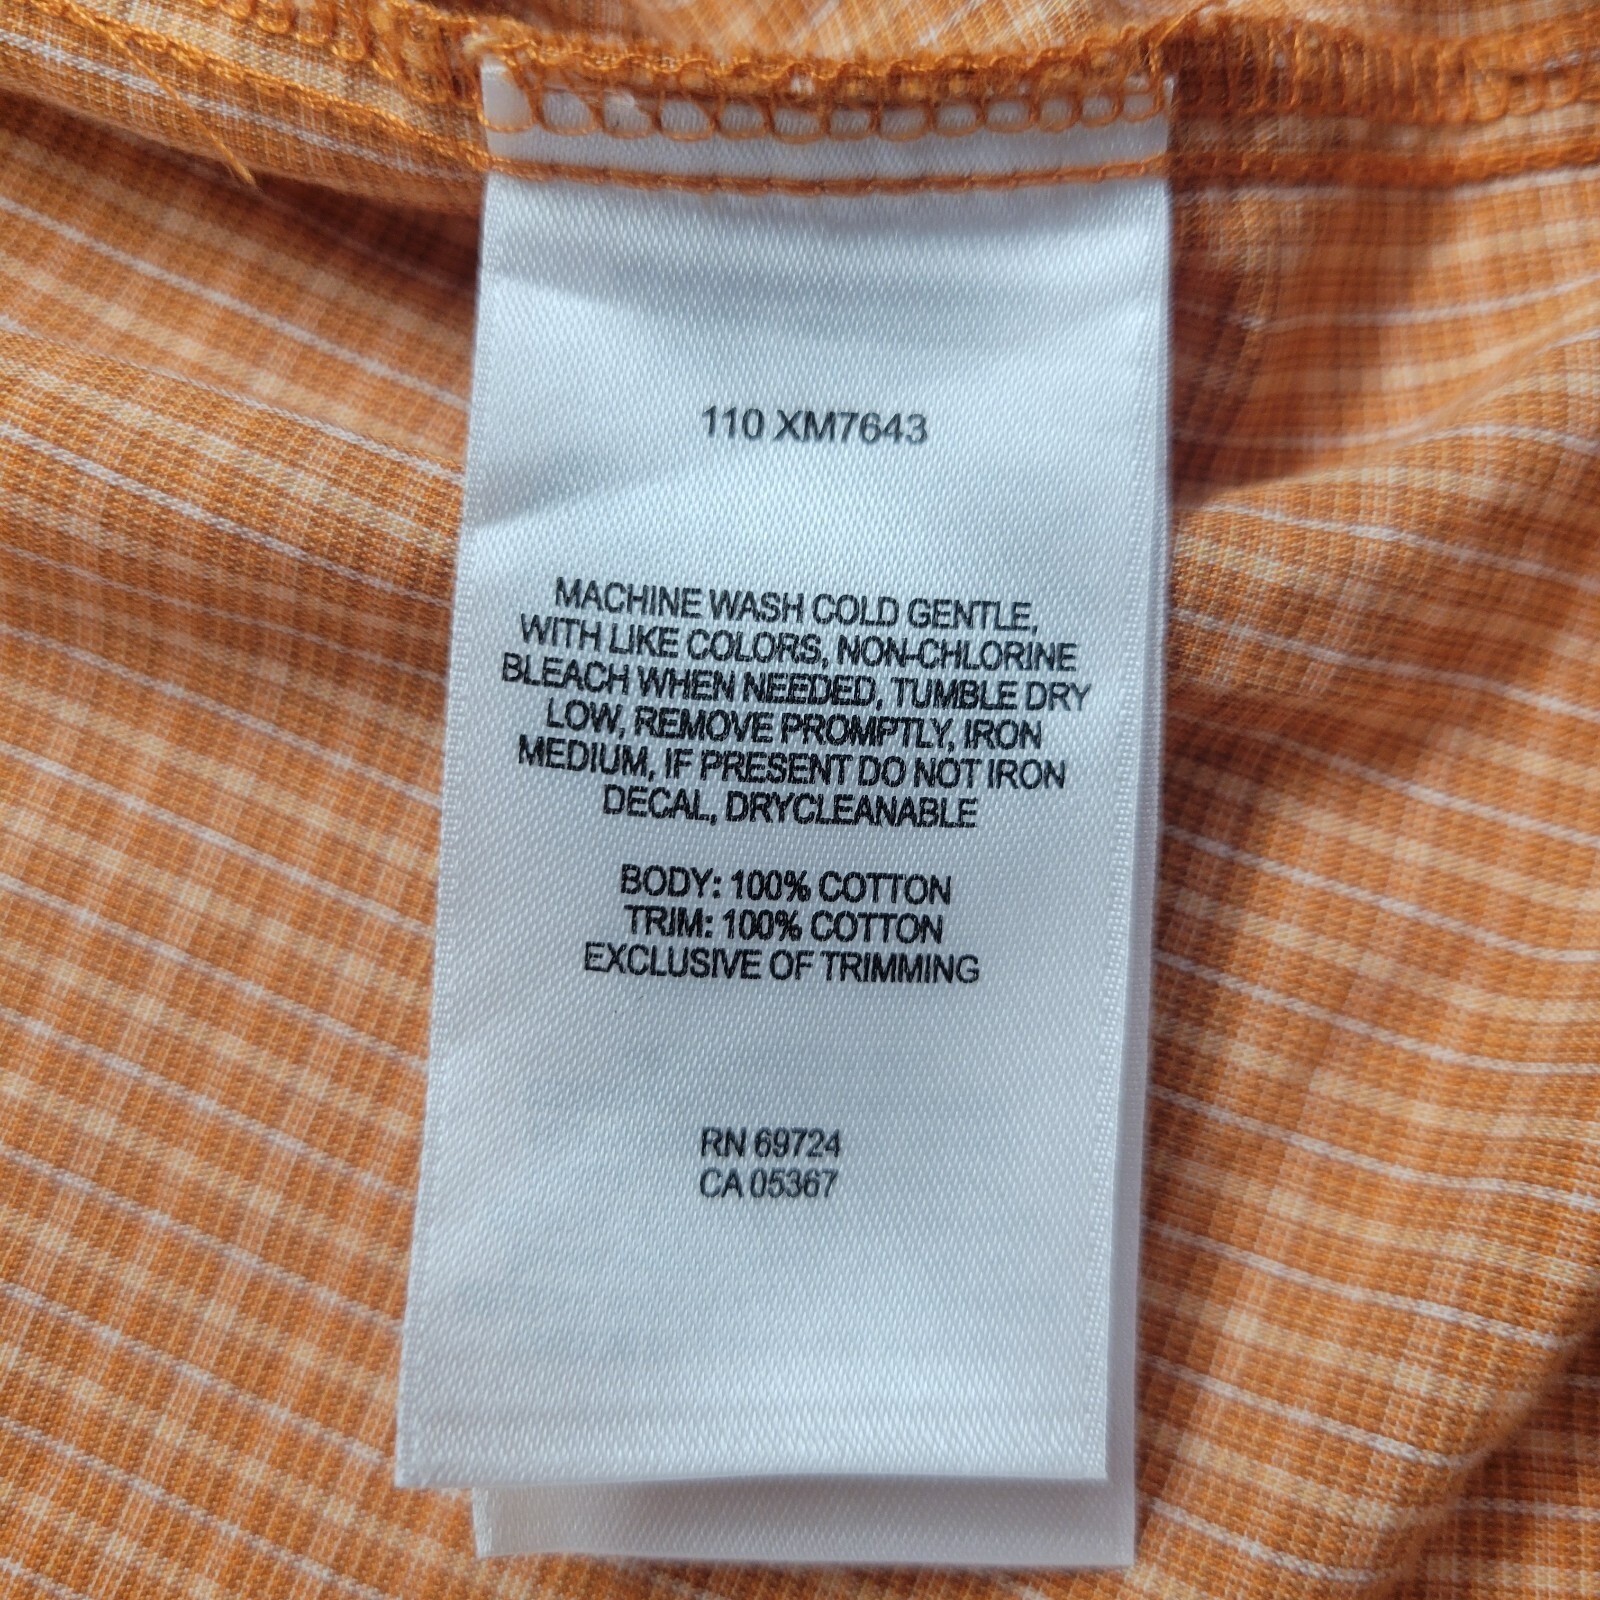 110 XM7643
MACHINE WASH COLD GENTLE,
WITH LIKE COLORS, NON-CHLORINE
BLEACH WHEN NEEDED, TUMBLE DRY
LOW, REMOVE PROMPTLY, IRON
MEDIUM, IF PRESENT DO NOT IRON
DECAL, DRYCLEANABLE
BODY: 100% COTTON
TRIM: 100% COTTON
EXCLUSIVE OF TRIMMING
RN 69724
CA 05367